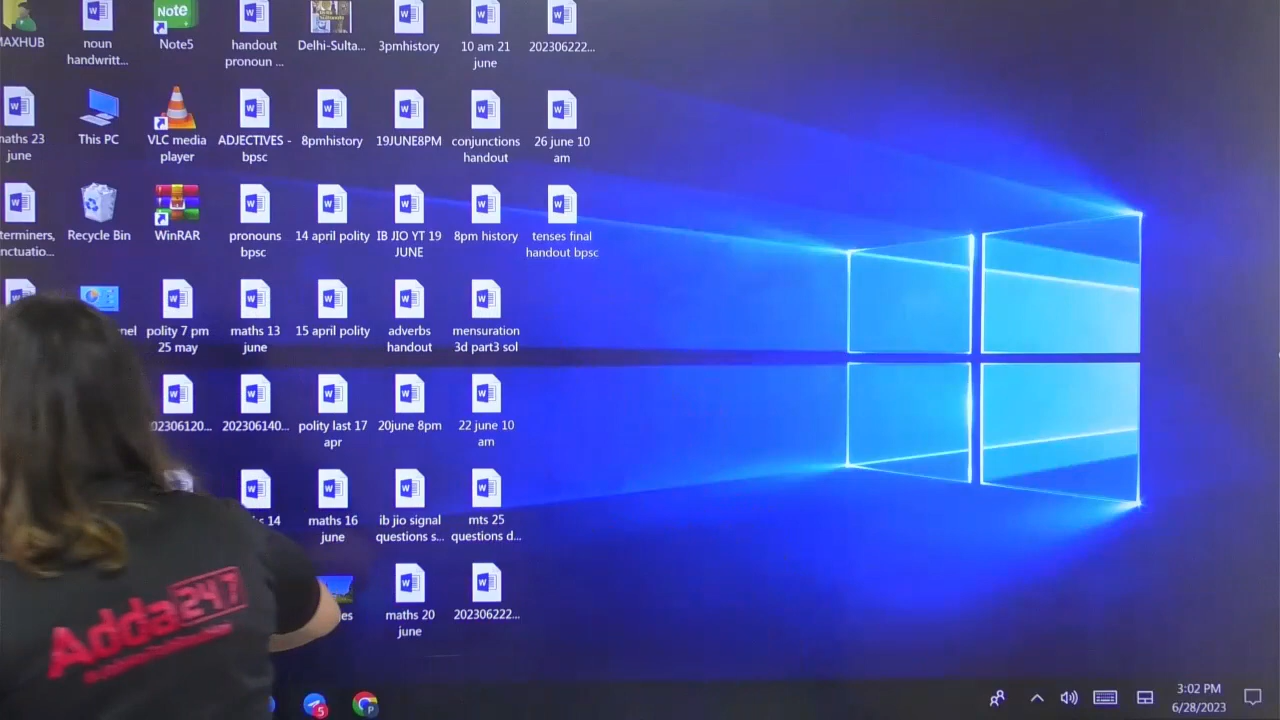 MAXHUB
noun
handwritt...
Note
Note5
handout
pronoun ...
Delhi-Sulta...
3pmhistory
10 am 21
june
202306222...
maths 23
june
This PC
VLC media
player
ADJECTIVES -
bpsc
8pmhistory
19JUNE8PM
conjunctions
handout
26 june 10
am
terminers,
nctuatio...
Recycle Bin
WinRAR
pronouns
bpsc
14 april polity
IB JIO YT 19
JUNE
8pm history
tenses final
handout bpsc
nel
polity 7 pm
25 may
maths 13
june
15 april polity
adverbs
handout
mensuration
3d part3 sol
02306120...
202306140...
polity last 17
apr
20june 8pm
22 june 10
am
s 14
maths 16
june
ib jio signal
questions s...
mts 25
questions d...
es
maths 20
june
202306222...
Adda247
5
P
3:02 PM
6/28/2023